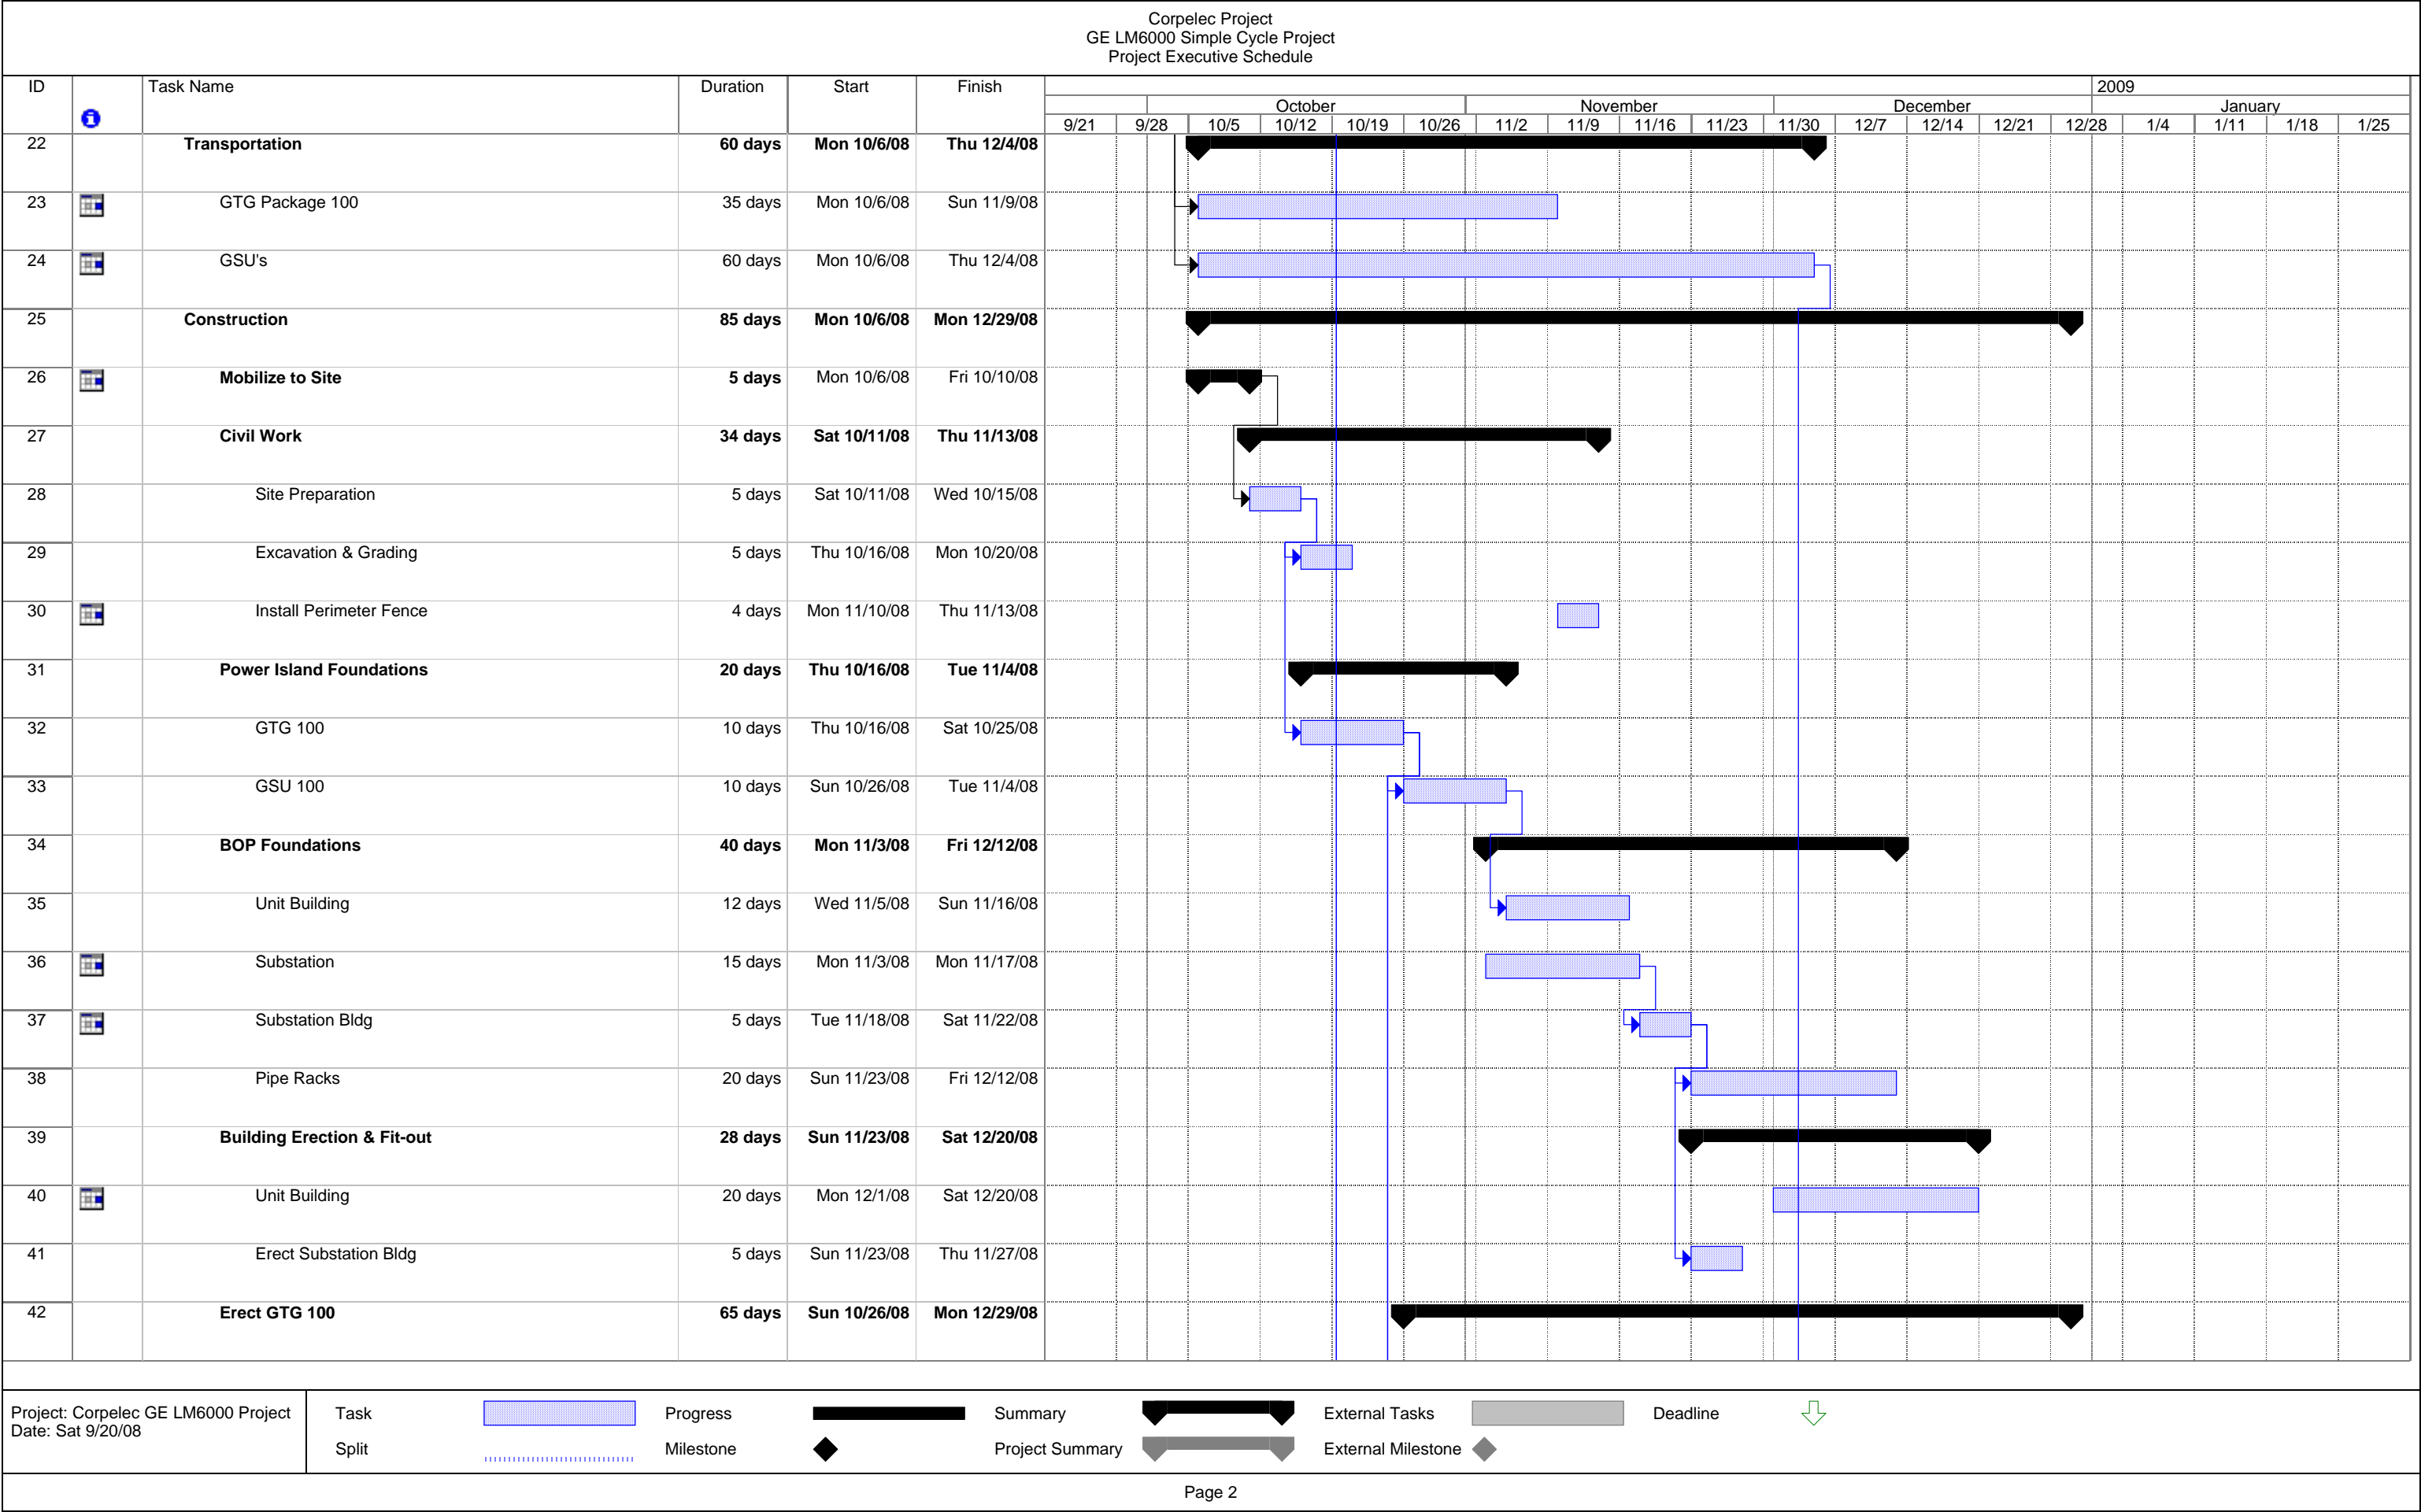 Corpelec Project
GE LM6000 Simple Cycle Project
Project Executive Schedule
ID Task Name Duration Start Finish 2009
October November December January
9/21 9/28 10/5 10/12 10/19 10/26 11/2 11/9 11/16 11/23 11/30 12/7 12/14 12/21 12/28 1/4 1/11 1/18 1/25
22 Transportation 60 days Mon 10/6/08 Thu 12/4/08
23 GTG Package 100 35 days Mon 10/6/08 Sun 11/9/08
24 GSU's 60 days Mon 10/6/08 Thu 12/4/08
25 Construction 85 days Mon 10/6/08 Mon 12/29/08
26 Mobilize to Site 5 days Mon 10/6/08 Fri 10/10/08
27 Civil Work 34 days Sat 10/11/08 Thu 11/13/08
28 Site Preparation 5 days Sat 10/11/08 Wed 10/15/08
29 Excavation & Grading 5 days Thu 10/16/08 Mon 10/20/08
30 Install Perimeter Fence 4 days Mon 11/10/08 Thu 11/13/08
31 Power Island Foundations 20 days Thu 10/16/08 Tue 11/4/08
32 GTG 100 10 days Thu 10/16/08 Sat 10/25/08
33 GSU 100 10 days Sun 10/26/08 Tue 11/4/08
34 BOP Foundations 40 days Mon 11/3/08 Fri 12/12/08
35 Unit Building 12 days Wed 11/5/08 Sun 11/16/08
36 Substation 15 days Mon 11/3/08 Mon 11/17/08
37 Substation Bldg 5 days Tue 11/18/08 Sat 11/22/08
38 Pipe Racks 20 days Sun 11/23/08 Fri 12/12/08
39 Building Erection & Fit-out 28 days Sun 11/23/08 Sat 12/20/08
40 Unit Building 20 days Mon 12/1/08 Sat 12/20/08
41 Erect Substation Bldg 5 days Sun 11/23/08 Thu 11/27/08
42 Erect GTG 100 65 days Sun 10/26/08 Mon 12/29/08
Project: Corpelec GE LM6000 Project
Date: Sat 9/20/08
Task Progress Summary External Tasks Deadline
Split Milestone Project Summary External Milestone
Page 2